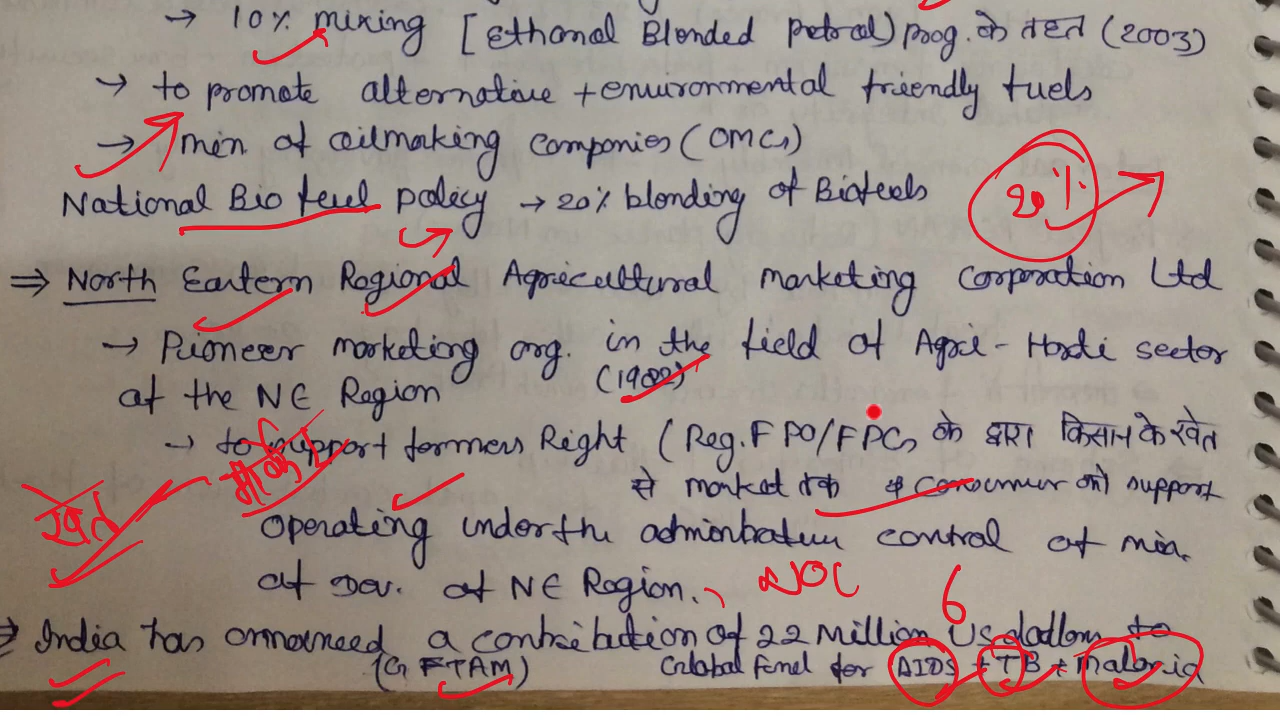 → 10% mixing [Ethanol Blended Petrol) prog. के तहत (2003)
→ to promote alternative + environmental friendly fuels
→ min of oilmaking companies (OMCs)
National Bio fuel policy → 20% blending of Biofuels
20%
⇒ North Eastern Regional Agricultural marketing Corporation Ltd
→ Pioneer marketing org. in the field of Agri - Horti sector
at the NE Region (1982)
→ to support farmers Right (Reg. FPO/FPCs के द्वारा किसान के खेत
से market तक consumer को support
खेत
Operating under the administrative control of min.
of Dev. of NE Region.
6
⇒ India has announced a contribution of 22 Million US dollars to
(GFTAM) Global Fund for AIDS + TB + Malaria